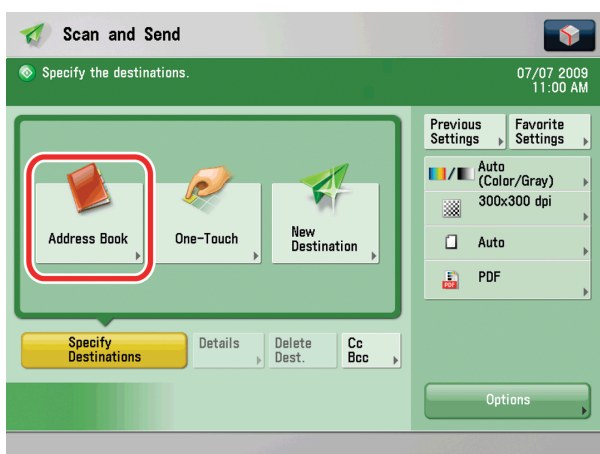 Scan and Send
Specify the destinations.
07/07 2009
11:00 AM
Previous
Settings
Favorite
Settings
Auto
(Color/Gray)
300x300 dpi
Auto
PDF
PDF
Address Book
One-Touch
New
Destination
Specify
Destinations
Details
Delete
Dest.
Cc
Bcc
Options